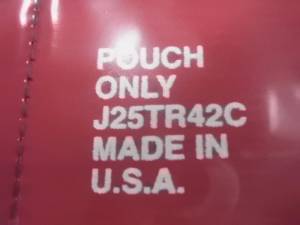 POUCH
ONLY
J25TR42C
MADE IN
U.S.A.